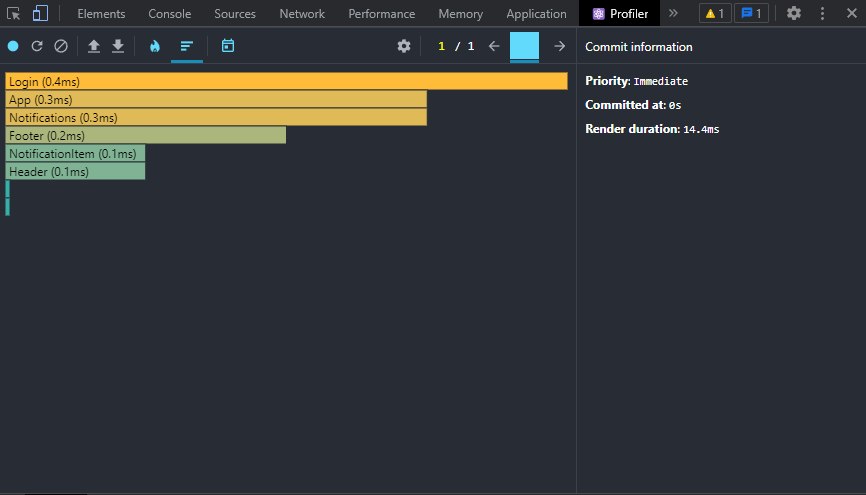 Elements Console Sources Network Performance Memory Application Profiler » 1 1
1 / 1
Commit information
Login (0.4ms)
App (0.3ms)
Notifications (0.3ms)
Footer (0.2ms)
NotificationItem (0.1ms)
Header (0.1ms)
Priority: Immediate
Committed at: 0s
Render duration: 14.4ms